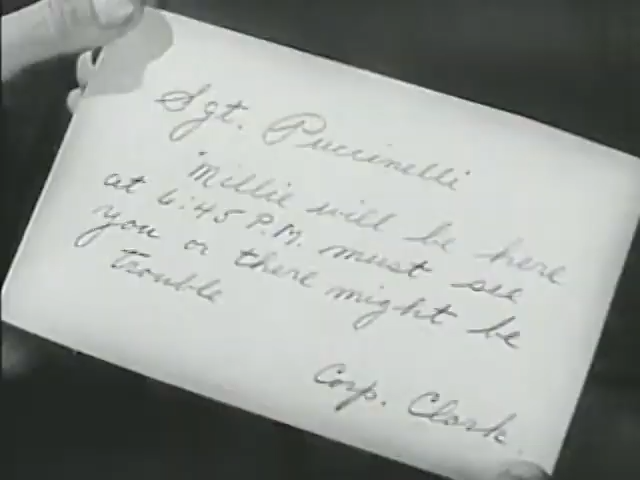 Sgt. Puccinelli
Millie will be here
at 6:45 P.M. must see
you or there might be
trouble
Corp. Clark.